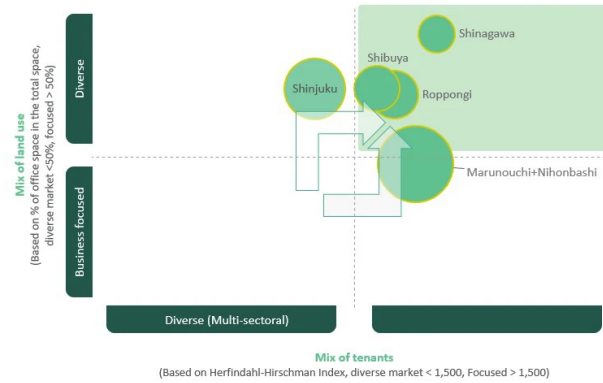 Mix of land use
(Based on % of office space in the total space,
diverse market <50%, focused > 50%)
Diverse
Business focused
Shinagawa
Shibuya
Shinjuku
Roppongi
Marunouchi+Nihonbashi
Diverse (Multi-sectoral)
Mix of tenants
(Based on Herfindahl-Hirschman Index, diverse market < 1,500, Focused > 1,500)